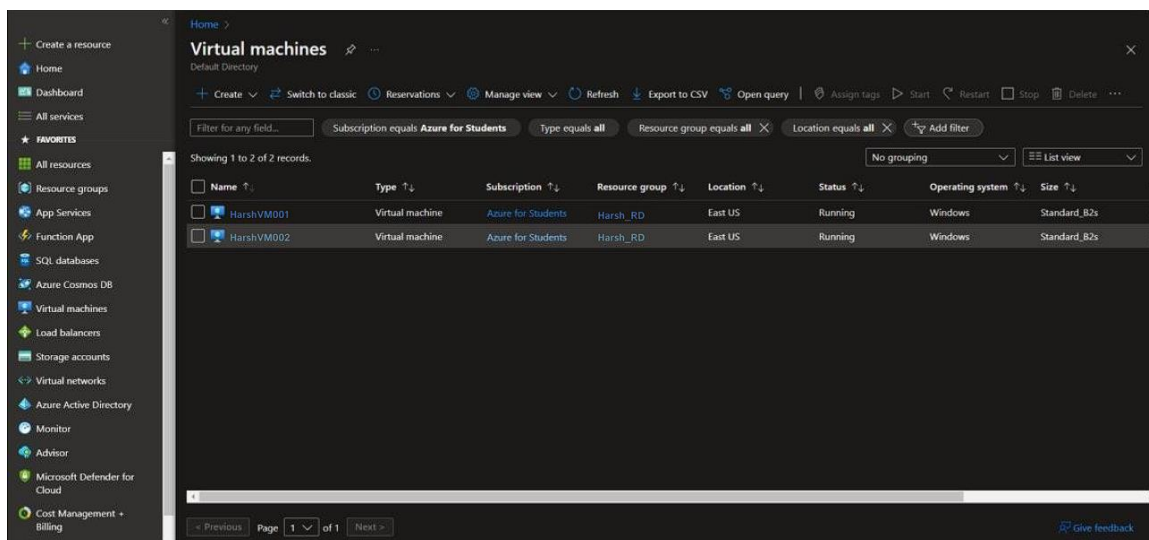 Create a resource
Home
Dashboard
All services
FAVORITES
All resources
Resource groups
App Services
Function App
SQL databases
Azure Cosmos DB
Virtual machines
Load balancers
Storage accounts
Virtual networks
Azure Active Directory
Monitor
Advisor
Microsoft Defender for
Cloud
Cost Management +
Billing
Home >
Virtual machines
Default Directory
Create Switch to classic Reservations Manage view Refresh Export to CSV Open query Assign tags Start Restart Stop Delete
Filter for any field... Subscription equals Azure for Students Type equals all Resource group equals all Location equals all Add filter
Showing 1 to 2 of 2 records. No grouping List view
Name Type Subscription Resource group Location Status Operating system Size
HarshVM001 Virtual machine Azure for Students Harsh_RD East US Running Windows Standard_B2s
HarshVM002 Virtual machine Azure for Students Harsh_RD East US Running Windows Standard_B2s
< Previous Page 1 of 1 Next > Give feedback